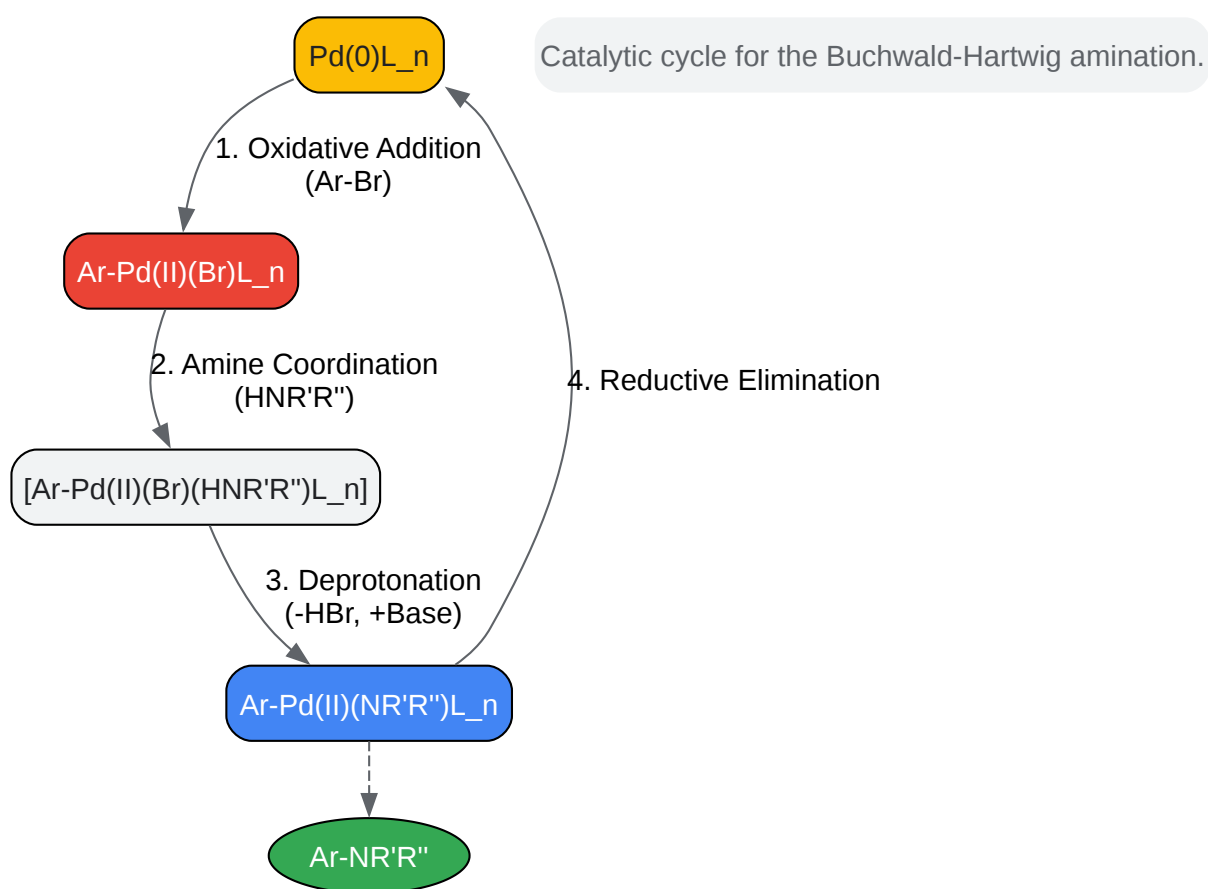 Pd(0)L_n
Catalytic cycle for the Buchwald-Hartwig amination.
1. Oxidative Addition
(Ar-Br)
Ar-Pd(II)(Br)L_n
2. Amine Coordination
(HNR'R'')
4. Reductive Elimination
[Ar-Pd(II)(Br)(HNR'R'')L_n]
3. Deprotonation
(-HBr, +Base)
Ar-Pd(II)(NR'R'')L_n
Ar-NR'R''